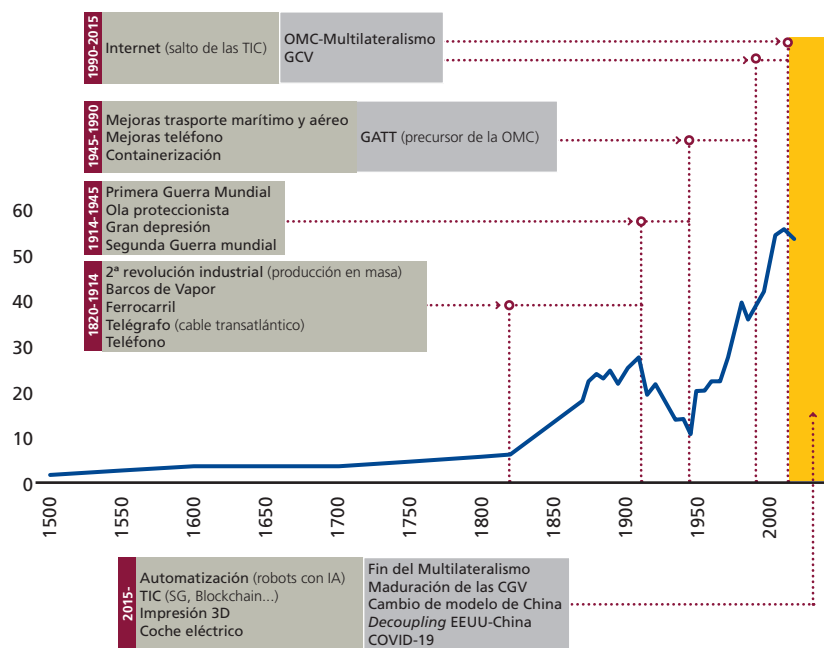 1990-2015
Internet (salto de las TIC)
OMC-Multilateralismo
GCV
1945-1990
Mejoras trasporte marítimo y aéreo
Mejoras teléfono
Containerización
GATT (precursor de la OMC)
1914-1945
Primera Guerra Mundial
Ola proteccionista
Gran depresión
Segunda Guerra mundial
1820-1914
2ª revolución industrial (producción en masa)
Barcos de Vapor
Ferrocarril
Telégrafo (cable transatlántico)
Teléfono
60
50
40
30
20
10
0
1500
1550
1600
1650
1700
1750
1800
1850
1900
1950
2000
2015-
Automatización (robots con IA)
TIC (SG, Blockchain...)
Impresión 3D
Coche eléctrico
Fin del Multilateralismo
Maduración de las CGV
Cambio de modelo de China
Decoupling EEUU-China
COVID-19